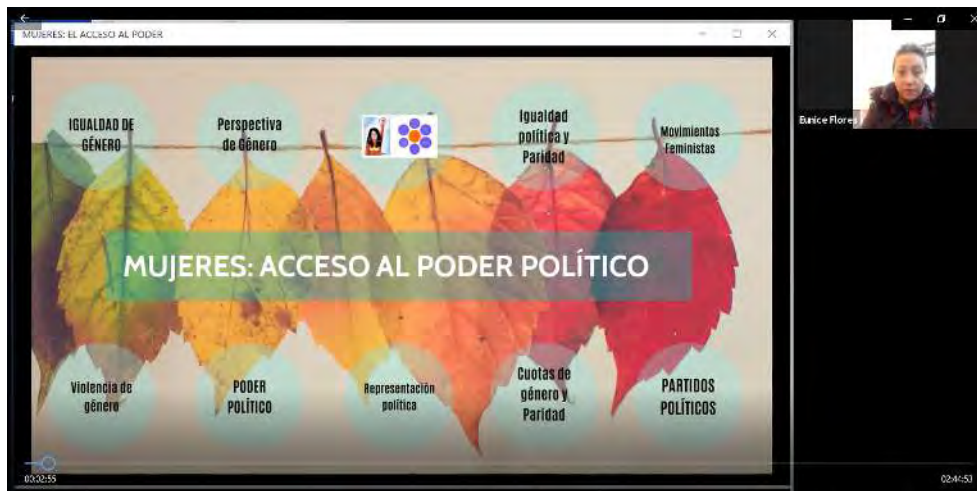 MUJERES: EL ACCESO AL PODER
IGUALDAD DE
GÉNERO
Perspectiva
de Género
Igualdad
política y
Paridad
Movimientos
Feministas
Eunice Flores
MUJERES: ACCESO AL PODER POLÍTICO
Violencia de
género
PODER
POLÍTICO
Representación
política
Cuotas de
género y
Paridad
PARTIDOS
POLÍTICOS
00:02:55
02:44:53